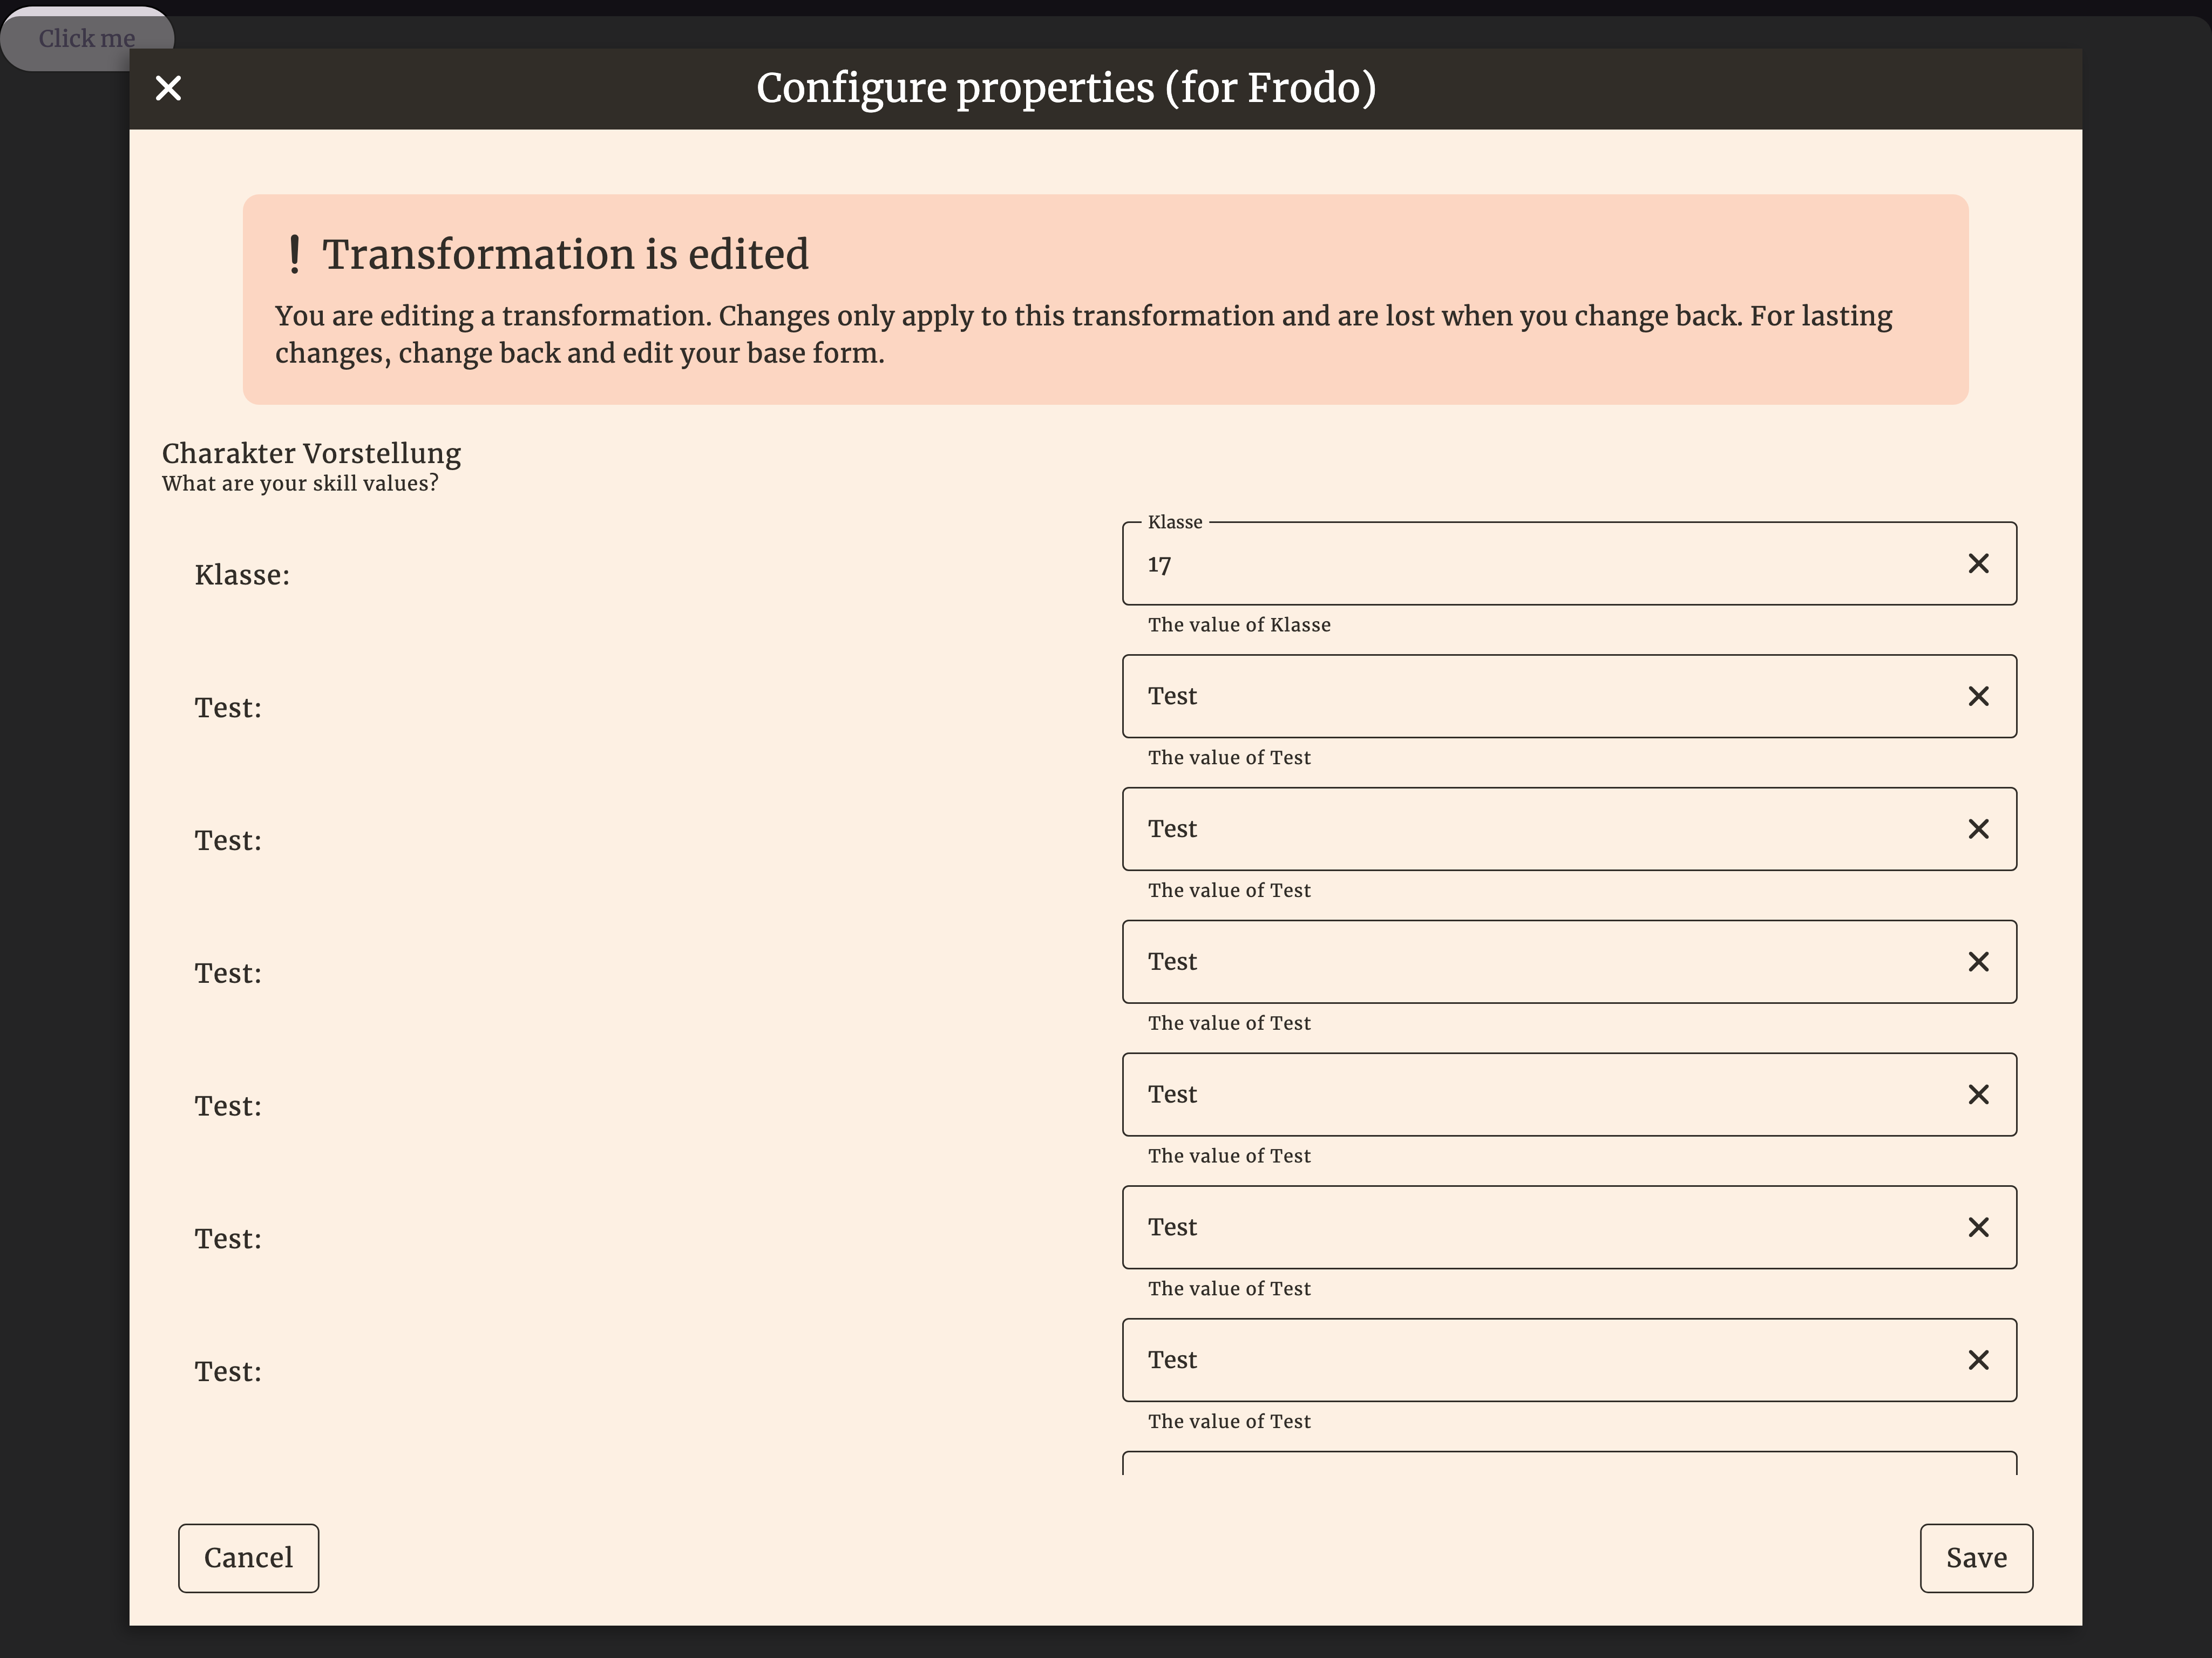 Click me
Configure properties (for Frodo)
! Transformation is edited
You are editing a transformation. Changes only apply to this transformation and are lost when you change back. For lasting
changes, change back and edit your base form.
Charakter Vorstellung
What are your skill values?
Klasse
Klasse:
17
The value of Klasse
Test:
Test
The value of Test
Test:
Test
The value of Test
Test:
Test
The value of Test
Test:
Test
The value of Test
Test:
Test
The value of Test
Test:
Test
The value of Test
Cancel
Save